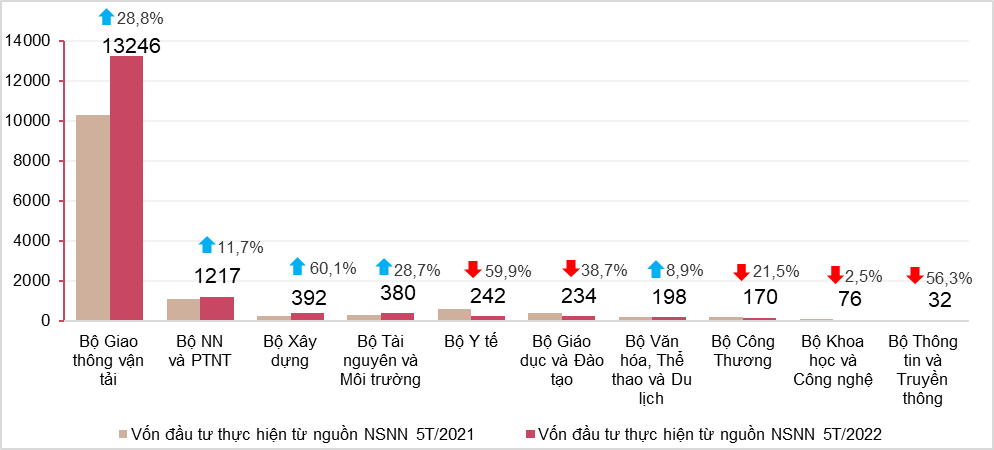 28,8%
14000
13246
12000
10000
8000
6000
4000
2000
0
11,7%
1217
60,1%
392
28,7%
380
59,9%
242
38,7%
234
8,9%
198
21,5%
170
2,5%
76
56,3%
32
Bộ Giao
thông vận
tải
Bộ NN
và PTNT
Bộ Xây
dựng
Bộ Tài
nguyên và
Môi trường
Bộ Y tế
Bộ Giáo
dục và Đào
tạo
Bộ Văn
hóa, Thể
thao và Du
lịch
Bộ Công
Thương
Bộ Khoa
học và
Công nghệ
Bộ Thông
tin và
Truyền
thông
Vốn đầu tư thực hiện từ nguồn NSNN 5T/2021
Vốn đầu tư thực hiện từ nguồn NSNN 5T/2022